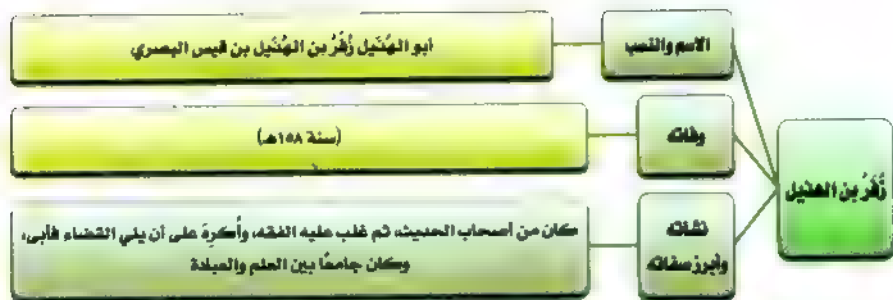 زُفَرُ بن الهذيل
الاسم والنسب
أبو الهُذَيل زُفَرُ بن الهُذَيل بن قيس البصري
وفاته
(سنة ١٥٨هـ)
نشأته
وأبرز صفاته
كان من أصحاب الحديث، ثم غلب عليه الفقه، وأُكرِهَ على أن يلي القضاء فأبى،
وكان جامعًا بين العلم والعبادة